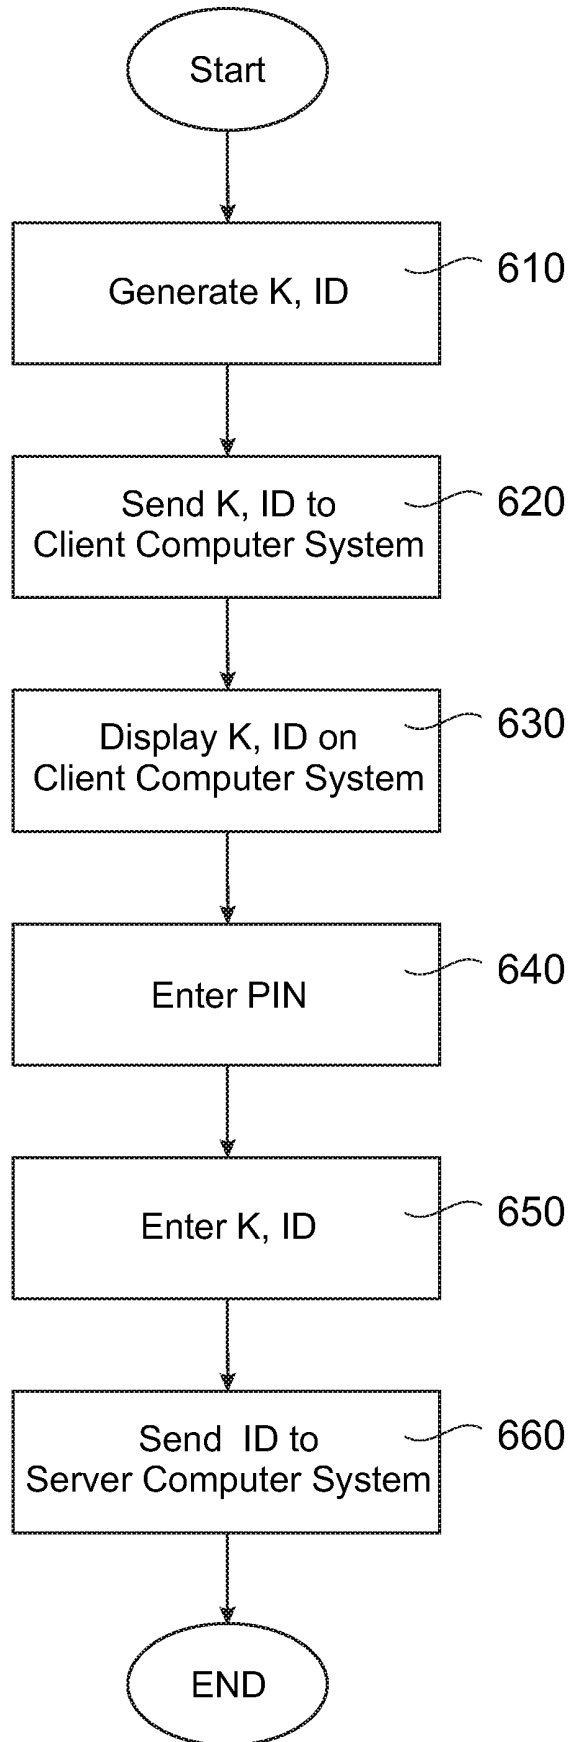 Start
Generate K, ID
610
Send K, ID to
Client Computer System
620
Display K, ID on
Client Computer System
630
Enter PIN
640
Enter K, ID
650
Send ID to
Server Computer System
660
END